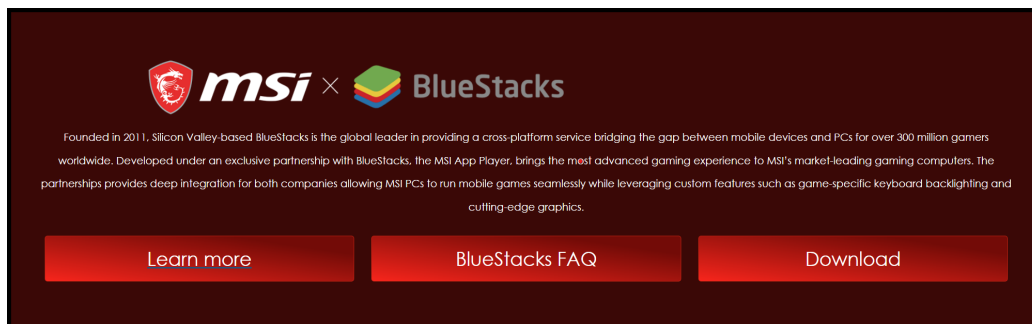 msi × BlueStacks
Founded in 2011, Silicon Valley-based BlueStacks is the global leader in providing a cross-platform service bridging the gap between mobile devices and PCs for over 300 million gamers
worldwide. Developed under an exclusive partnership with BlueStacks, the MSI App Player, brings the most advanced gaming experience to MSI's market-leading gaming computers. The
partnerships provides deep integration for both companies allowing MSI PCs to run mobile games seamlessly while leveraging custom features such as game-specific keyboard backlighting and
cutting-edge graphics.
Learn more
BlueStacks FAQ
Download